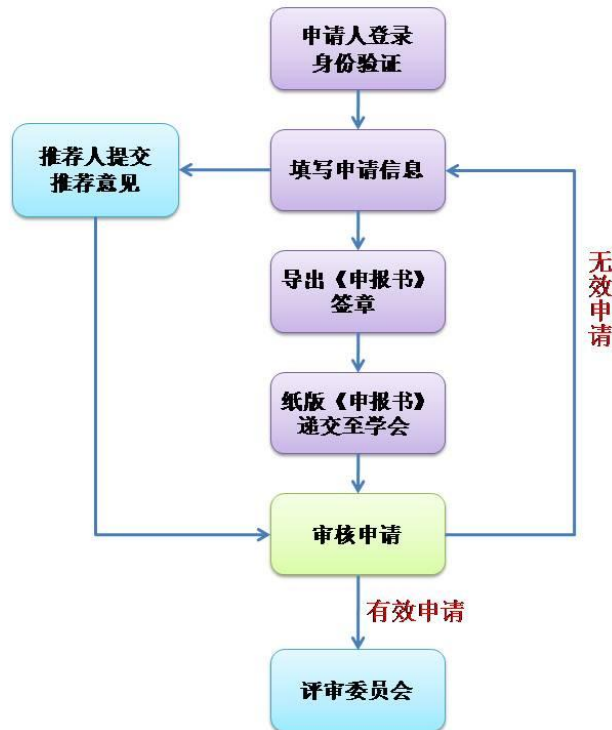 申请人登录
身份验证
推荐人提交
推荐意见
填写申请信息
导出《申报书》
签章
无效申请
纸版《申报书》
递交至学会
审核申请
有效申请
评审委员会